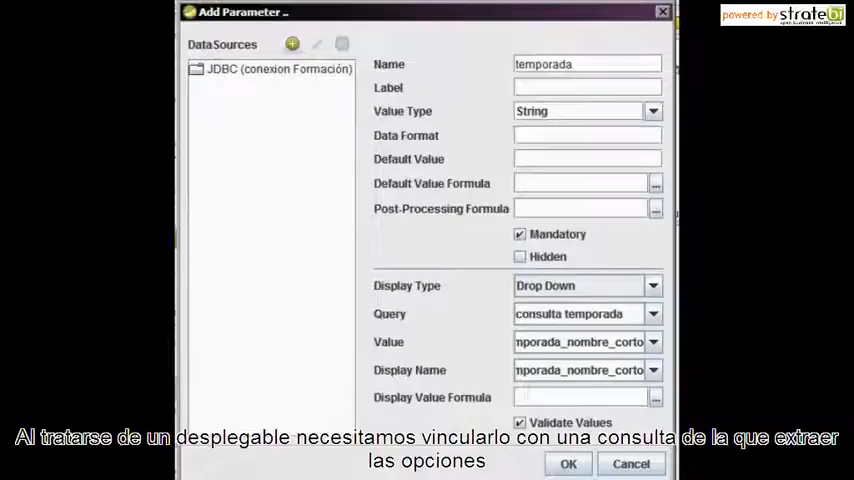 Add Parameter ..
powered by stratebi
open business intelligence
DataSources
JDBC (conexion Formación)
Name temporada
Label
Value Type String
Data Format
Default Value
Default Value Formula ...
Post-Processing Formula ...
Mandatory
Hidden
Display Type Drop Down
Query consulta temporada
Value mporada_nombre_corto
Display Name mporada_nombre_corto
Display Value Formula ...
Validate Values
Al tratarse de un desplegable necesitamos vincularlo con una consulta de la que extraer
las opciones
OK Cancel